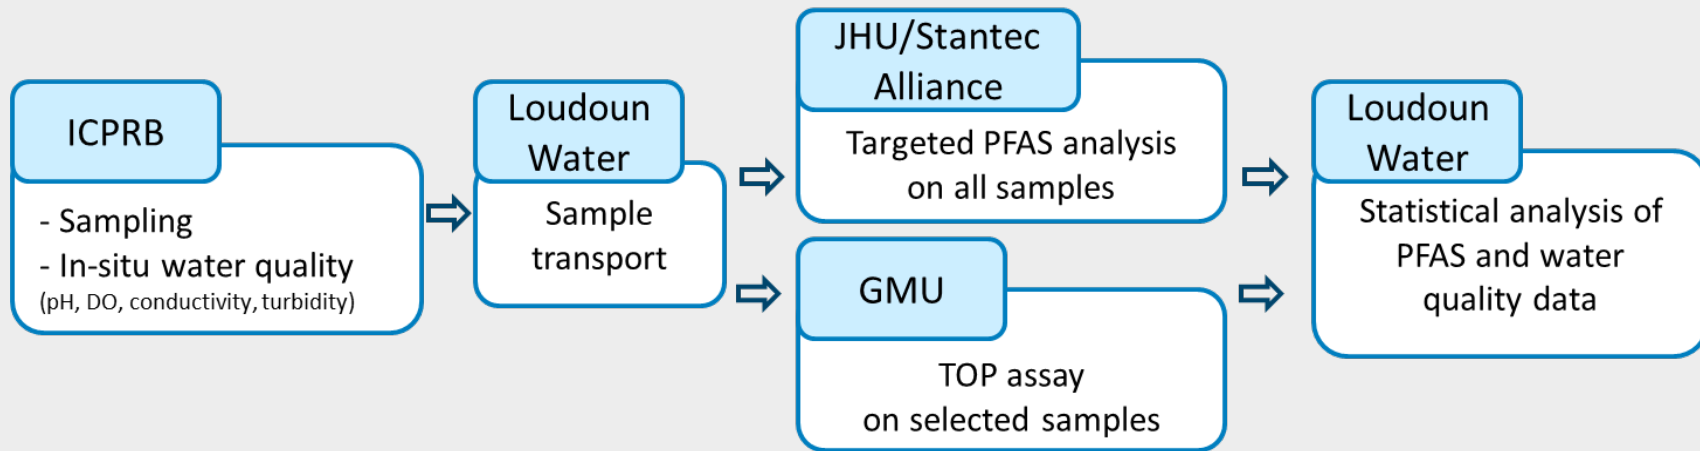 ICPRB
- Sampling
- In-situ water quality
(pH, DO, conductivity, turbidity)
Loudoun
Water
Sample
transport
JHU/Stantec
Alliance
Targeted PFAS analysis
on all samples
GMU
TOP assay
on selected samples
Loudoun
Water
Statistical analysis of
PFAS and water
quality data